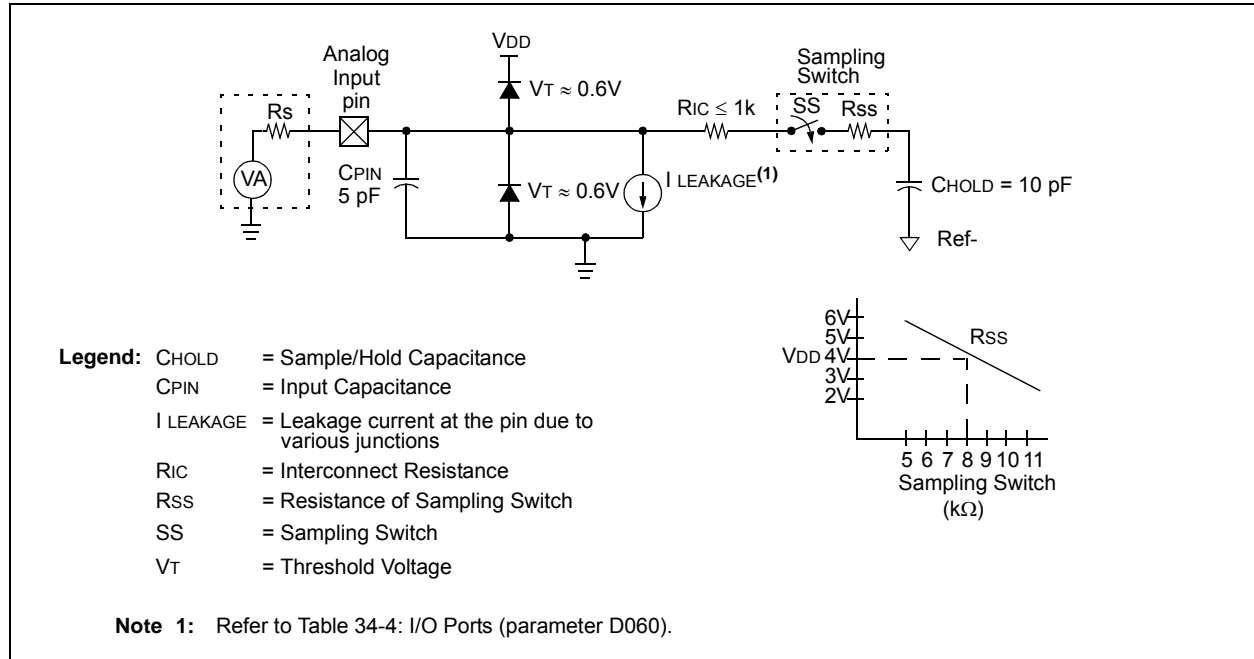 VDD
Analog
Input
pin
Sampling
Switch
VT ≈ 0.6V
Rs
RIC ≤ 1k
SS
Rss
VA
CPIN
5 pF
VT ≈ 0.6V
I LEAKAGE(1)
CHOLD = 10 pF
Ref-
6V
5V
VDD 4V
3V
2V
RSS
5 6 7 8 9 10 11
Sampling Switch
(kΩ)
Legend: CHOLD = Sample/Hold Capacitance
CPIN = Input Capacitance
I LEAKAGE = Leakage current at the pin due to
various junctions
RIC = Interconnect Resistance
RSS = Resistance of Sampling Switch
SS = Sampling Switch
VT = Threshold Voltage
Note 1: Refer to Table 34-4: I/O Ports (parameter D060).